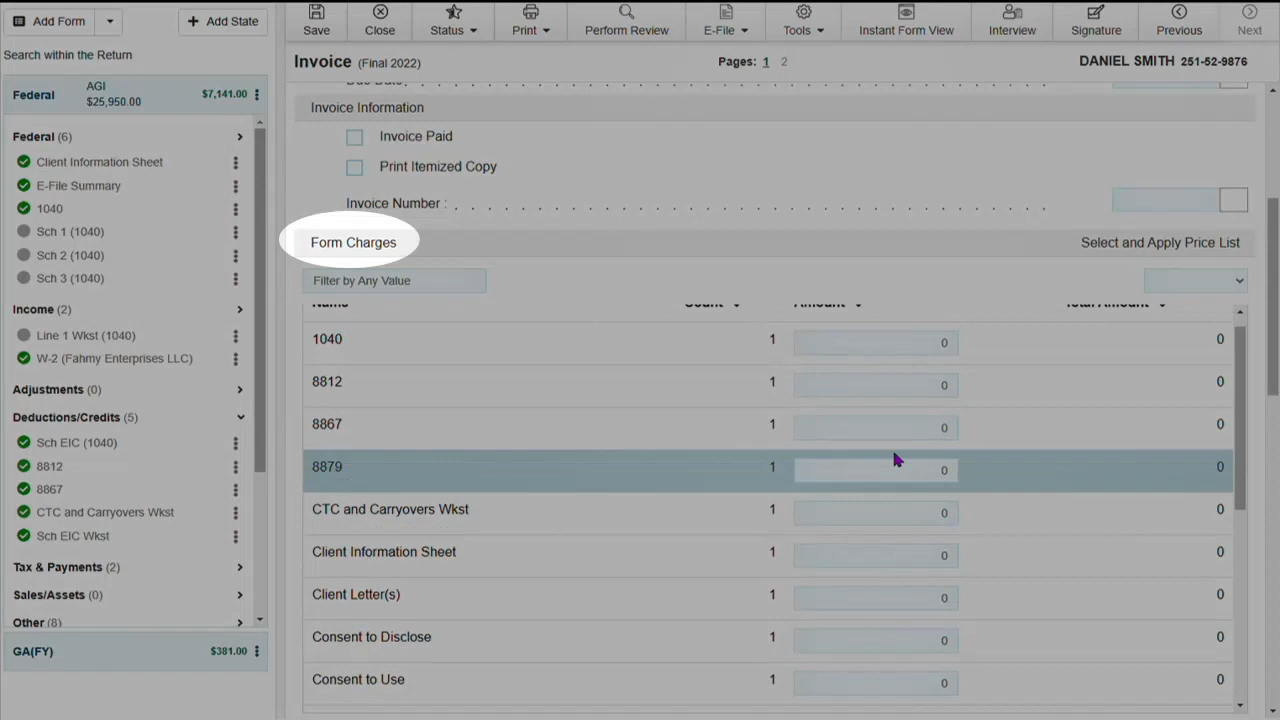 Add Form
Add State
Save
Close
Status
Print
Perform Review
E-File
Tools
Instant Form View
Interview
Signature
Previous
Next
Search within the Return
Invoice (Final 2022)
Pages: 1 2
DANIEL SMITH 251-52-9876
Federal
AGI
$25,950.00
$7,141.00
Federal (6)
Client Information Sheet
E-File Summary
1040
Sch 1 (1040)
Sch 2 (1040)
Sch 3 (1040)
Income (2)
Line 1 Wkst (1040)
W-2 (Fahmy Enterprises LLC)
Adjustments (0)
Deductions/Credits (5)
Sch EIC (1040)
8812
8867
CTC and Carryovers Wkst
Sch EIC Wkst
Tax & Payments (2)
Sales/Assets (0)
Other (8)
GA(FY) $381.00
Due Date
Invoice Information
Invoice Paid
Print Itemized Copy
Invoice Number :
Form Charges
Select and Apply Price List
Filter by Any Value
Name Count Amount Total Amount
1040 1 0 0
8812 1 0 0
8867 1 0 0
8879 1 0 0
CTC and Carryovers Wkst 1 0 0
Client Information Sheet 1 0 0
Client Letter(s) 1 0 0
Consent to Disclose 1 0 0
Consent to Use 1 0 0